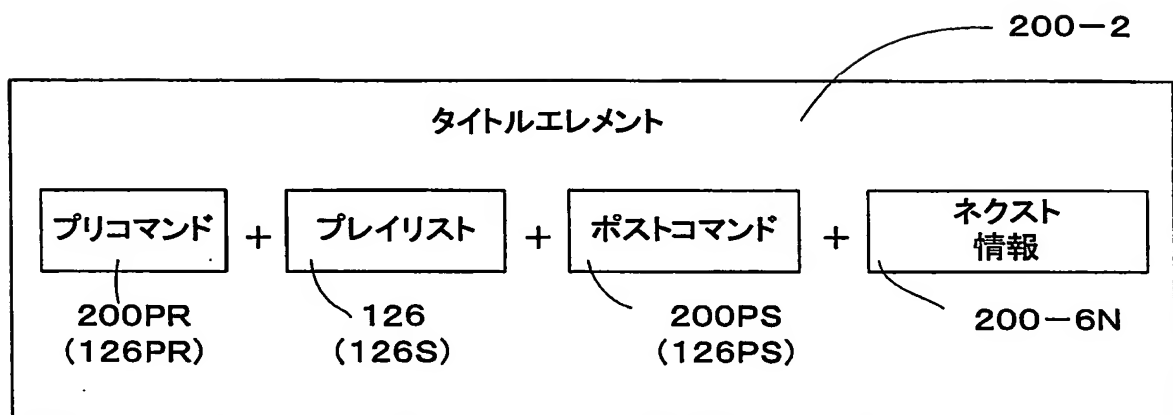 200-2
タイトルエレメント
プリコマンド + プレイリスト + ポストコマンド + ネクスト情報
200PR 126 200PS 200-6N
(126PR) (126S) (126PS)